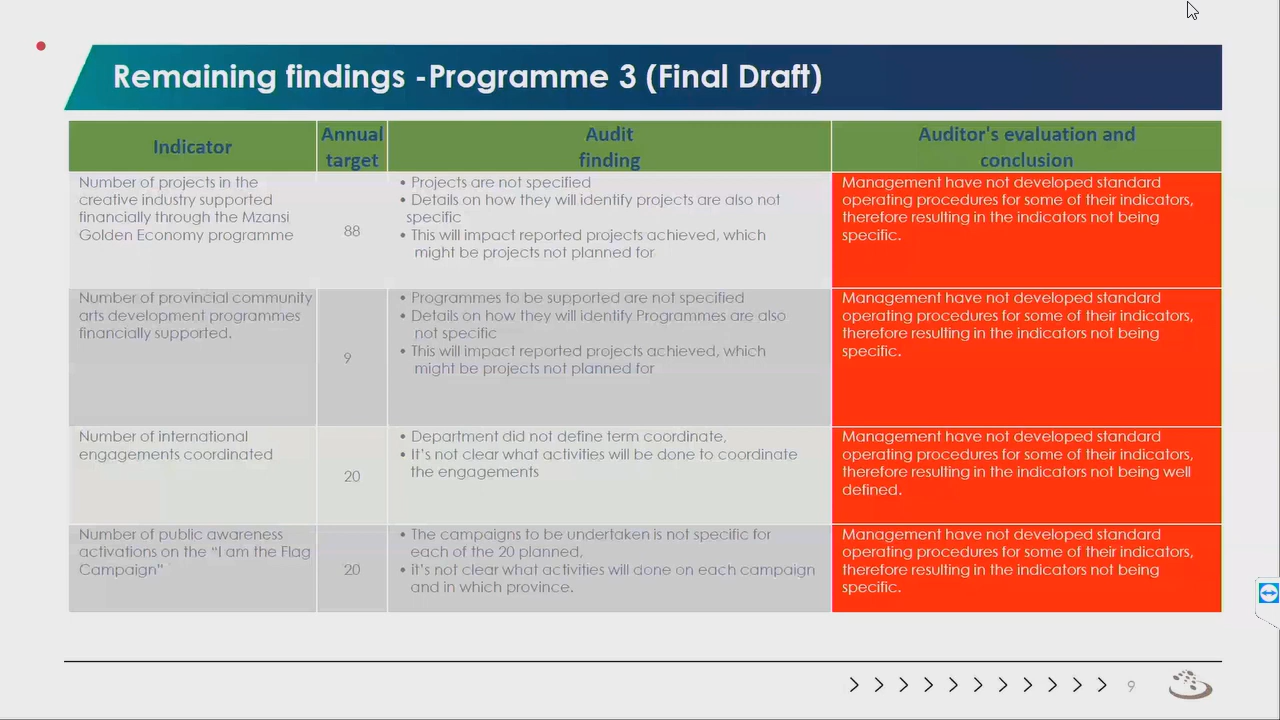 Remaining findings -Programme 3 (Final Draft)
Indicator
Annual
target
Audit
finding
Auditor's evaluation and
conclusion
Number of projects in the
creative industry supported
financially through the Mzansi
Golden Economy programme
88
• Projects are not specified
• Details on how they will identify projects are also not
specific
• This will impact reported projects achieved, which
might be projects not planned for
Management have not developed standard
operating procedures for some of their indicators,
therefore resulting in the indicators not being
specific.
Number of provincial community
arts development programmes
financially supported.
9
• Programmes to be supported are not specified
• Details on how they will identify Programmes are also
not specific
• This will impact reported projects achieved, which
might be projects not planned for
Management have not developed standard
operating procedures for some of their indicators,
therefore resulting in the indicators not being
specific.
Number of international
engagements coordinated
20
• Department did not define term coordinate,
• It's not clear what activities will be done to coordinate
the engagements
Management have not developed standard
operating procedures for some of their indicators,
therefore resulting in the indicators not being well
defined.
Number of public awareness
activations on the “I am the Flag
Campaign”
20
• The campaigns to be undertaken is not specific for
each of the 20 planned,
• it's not clear what activities will done on each campaign
and in which province.
Management have not developed standard
operating procedures for some of their indicators,
therefore resulting in the indicators not being
specific.
9